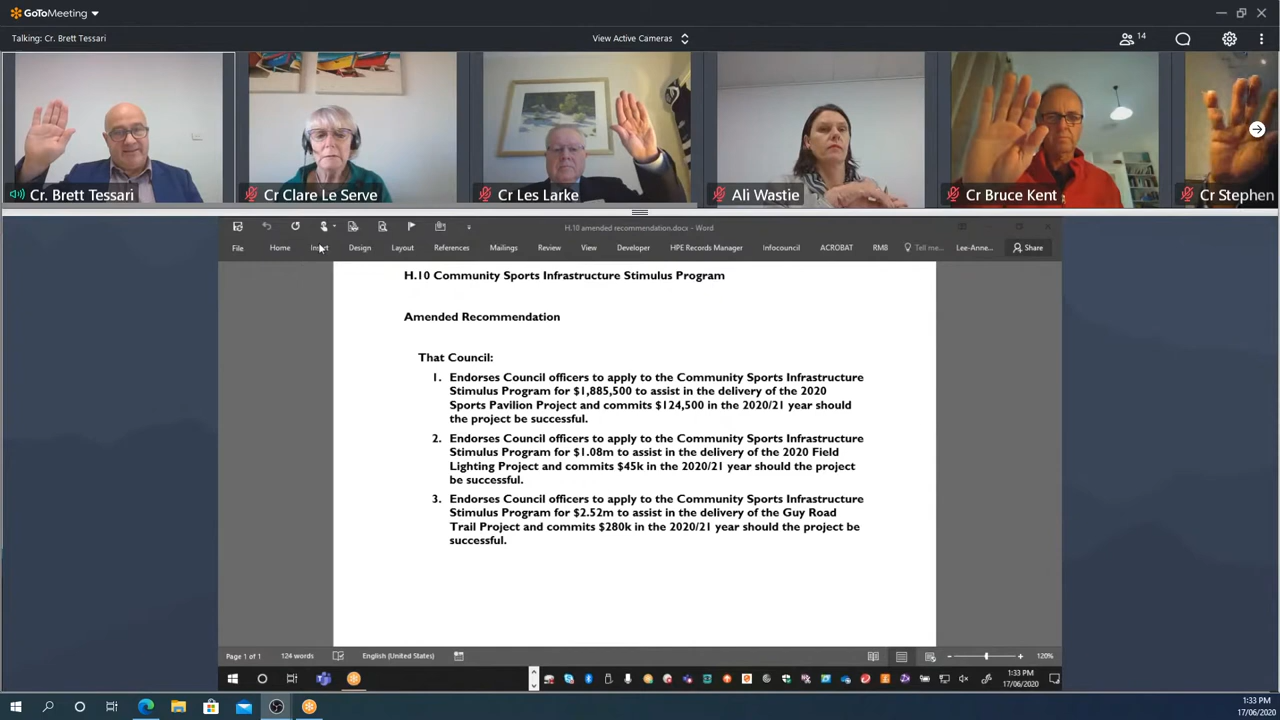 GoToMeeting
Talking: Cr. Brett Tessari
View Active Cameras
14
Cr. Brett Tessari
Cr Clare Le Serve
Cr Les Larke
Ali Wastie
Cr Bruce Kent
Cr Stephen
H.10 amended recommendation.docx - Word
File Home Insert Design Layout References Mailings Review View Developer HPE Records Manager Infocouncil ACROBAT RMB Tell me... Lee-Anne... Share
H.10 Community Sports Infrastructure Stimulus Program
Amended Recommendation
That Council:
1. Endorses Council officers to apply to the Community Sports Infrastructure
Stimulus Program for $1,885,500 to assist in the delivery of the 2020
Sports Pavilion Project and commits $124,500 in the 2020/21 year should
the project be successful.
2. Endorses Council officers to apply to the Community Sports Infrastructure
Stimulus Program for $1.08m to assist in the delivery of the 2020 Field
Lighting Project and commits $45k in the 2020/21 year should the project
be successful.
3. Endorses Council officers to apply to the Community Sports Infrastructure
Stimulus Program for $2.52m to assist in the delivery of the Guy Road
Trail Project and commits $280k in the 2020/21 year should the project be
successful.
Page 1 of 1 124 words English (United States) 120%
1:33 PM
17/06/2020
1:33 PM
17/06/2020